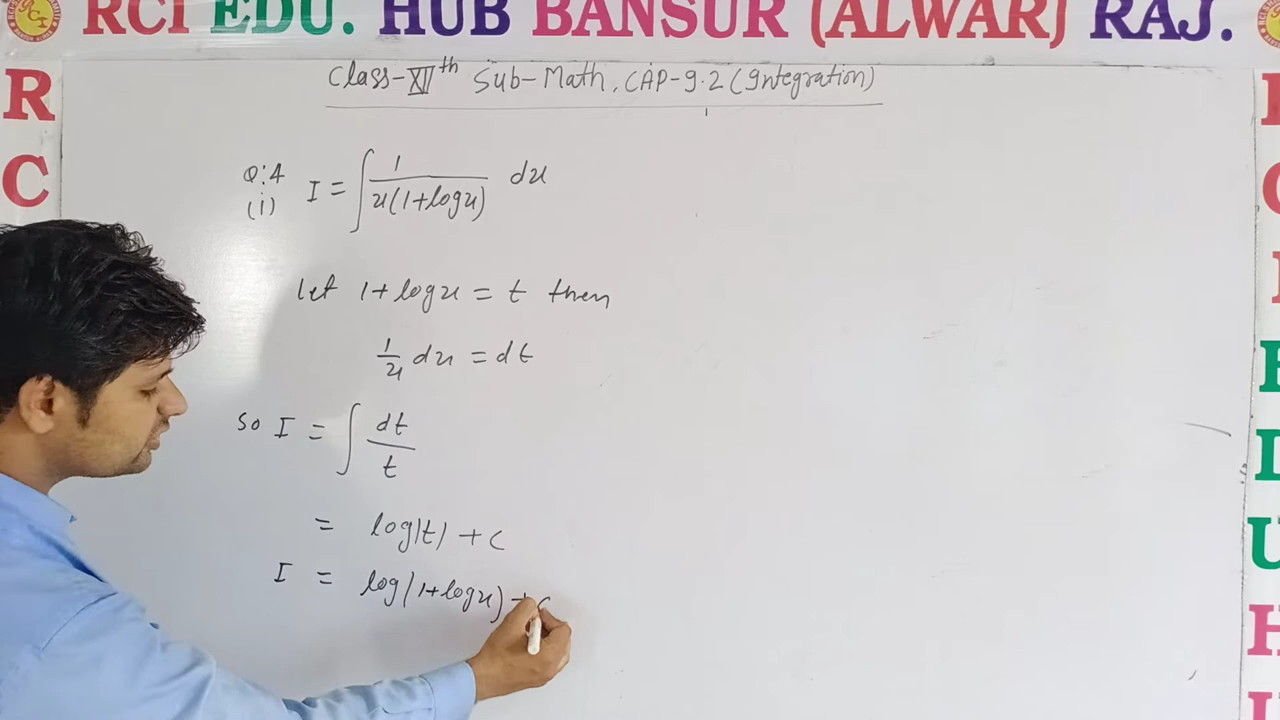 RCI EDU. HUB BANSUR (ALWAR) RAJ.
Class-XIIth Sub-Math, CAP-9.2 (Integration)
Q.4 (i) I = ∫ 1/x(1+logx) dx
let 1+logx = t then
1/x dx = dt
so I = ∫ dt/t
= log|t| + c
I = log(1+logx) + c
R
C
E
D
U
H